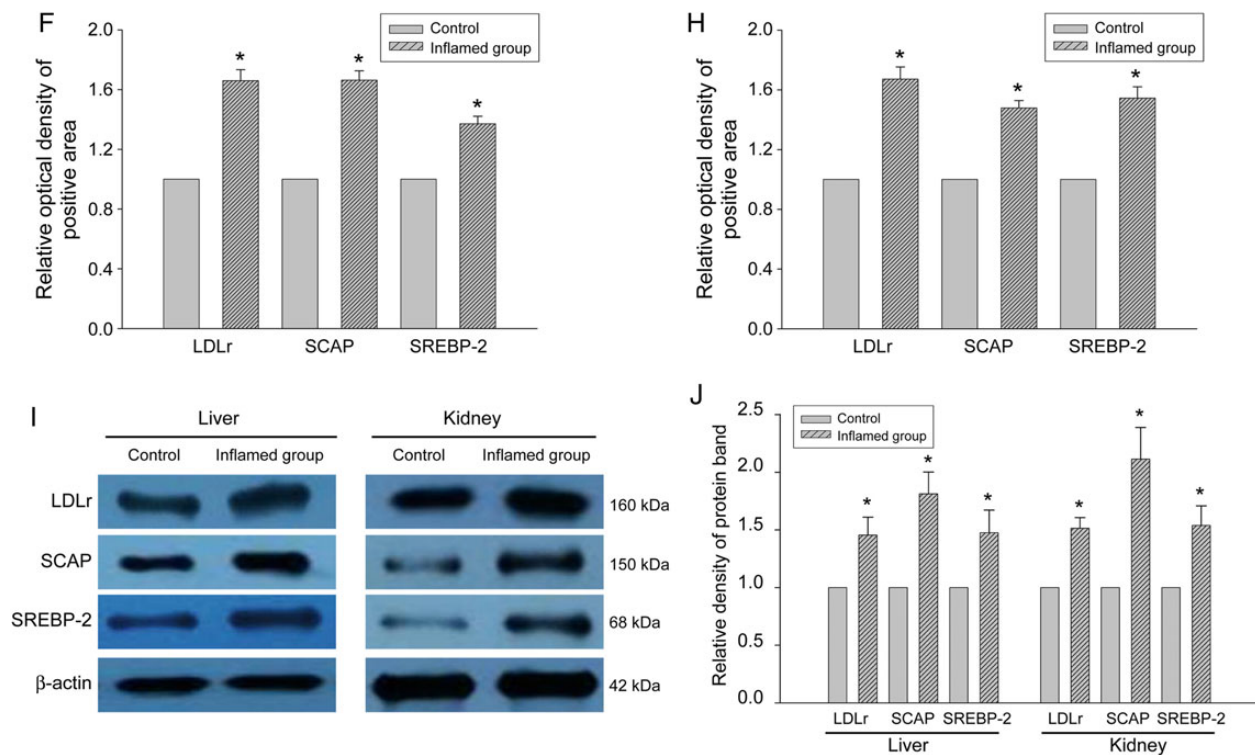 F
Relative optical density of
positive area
2.0
1.6
1.2
0.8
0.4
0.0
Control
Inflamed group
*
*
*
LDLr
SCAP
SREBP-2
H
Relative optical density of
positive area
2.0
1.6
1.2
0.8
0.4
0.0
Control
Inflamed group
*
*
*
LDLr
SCAP
SREBP-2
I
Liver
Kidney
Control
Inflamed group
Control
Inflamed group
LDLr
160 kDa
SCAP
150 kDa
SREBP-2
68 kDa
β-actin
42 kDa
J
Relative density of protein band
2.5
2.0
1.5
1.0
0.5
0.0
Control
Inflamed group
*
*
*
*
*
*
LDLr
SCAP
SREBP-2
LDLr
SCAP
SREBP-2
Liver
Kidney